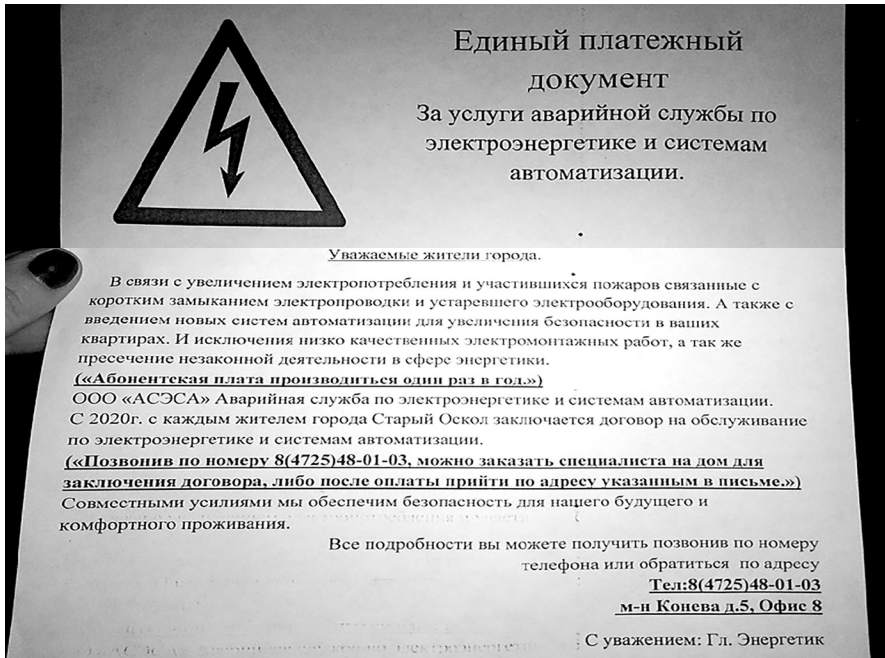 Единый платежный
документ
За услуги аварийной службы по
электроэнергетике и системам
автоматизации.
Уважаемые жители города.
В связи с увеличением электропотребления и участившихся пожаров связанные с
коротким замыканием электропроводки и устаревшего электрооборудования. А также с
введением новых систем автоматизации для увеличения безопасности в ваших
квартирах. И исключения низко качественных электромонтажных работ, а так же
пресечение незаконной деятельности в сфере энергетики.
(«Абонентская плата производиться один раз в год.»)
ООО «АСЭСА» Аварийная служба по электроэнергетике и системам автоматизации.
С 2020г. с каждым жителем города Старый Оскол заключается договор на обслуживание
по электроэнергетике и системам автоматизации.
(«Позвонив по номеру 8(4725)48-01-03, можно заказать специалиста на дом для
заключения договора, либо после оплаты прийти по адресу указанным в письме.»)
Совместными усилиями мы обеспечим безопасность для нашего будущего и
комфортного проживания.
Все подробности вы можете получить позвонив по номеру
телефона или обратиться по адресу
Тел:8(4725)48-01-03
м-н Конева д.5, Офис 8
С уважением: Гл. Энергетик